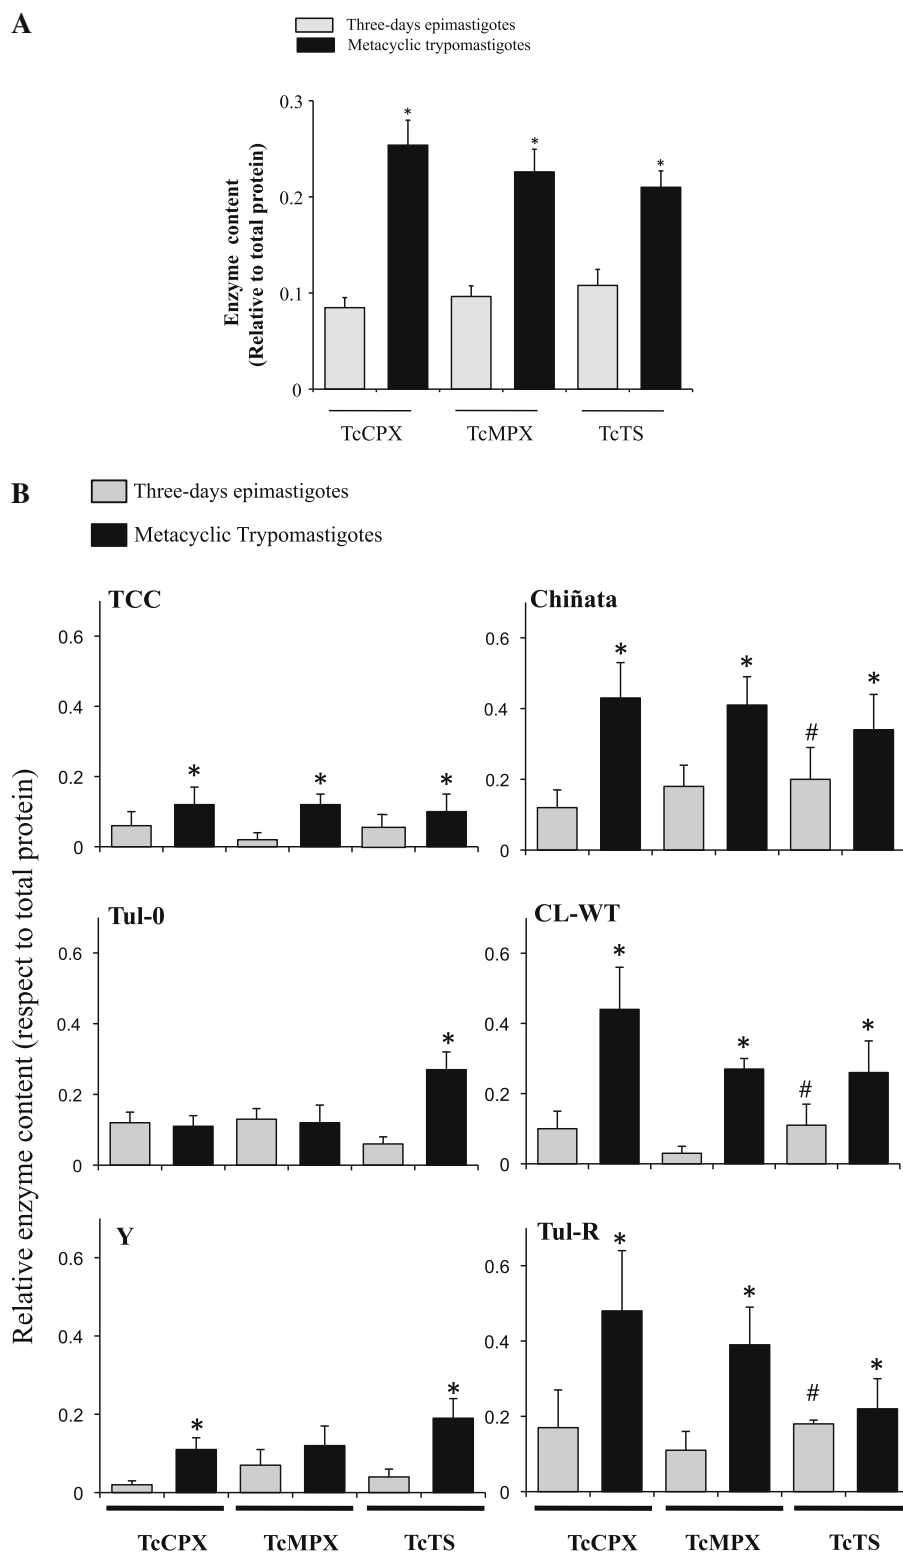 A
Three-days epimastigotes
Metacyclic trypomastigotes
Enzyme content
(Relative to total protein)
0.3
0.2
0.1
0
*
*
*
TcCPX TcMPX TcTS
B
Three-days epimastigotes
Metacyclic Trypomastigotes
Relative enzyme content (respect to total protein)
TCC
0.6
0.4
0.2
0
* * *
Chiñata
0.6
0.4
0.2
0
* * # *
Tul-0
0.6
0.4
0.2
0
*
CL-WT
0.6
0.4
0.2
0
* * # *
Y
0.6
0.4
0.2
0
* *
Tul-R
0.6
0.4
0.2
0
* * # *
TcCPX TcMPX TcTS
TcCPX TcMPX TcTS